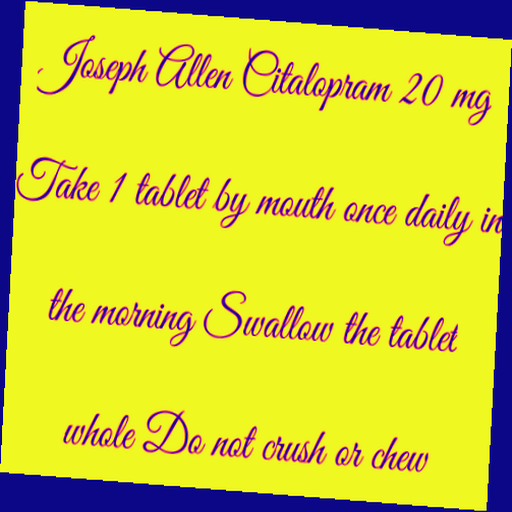 Joseph Allen Citalopram 20 mg
Take 1 tablet by mouth once daily in
the morning Swallow the tablet
whole Do not crush or chew